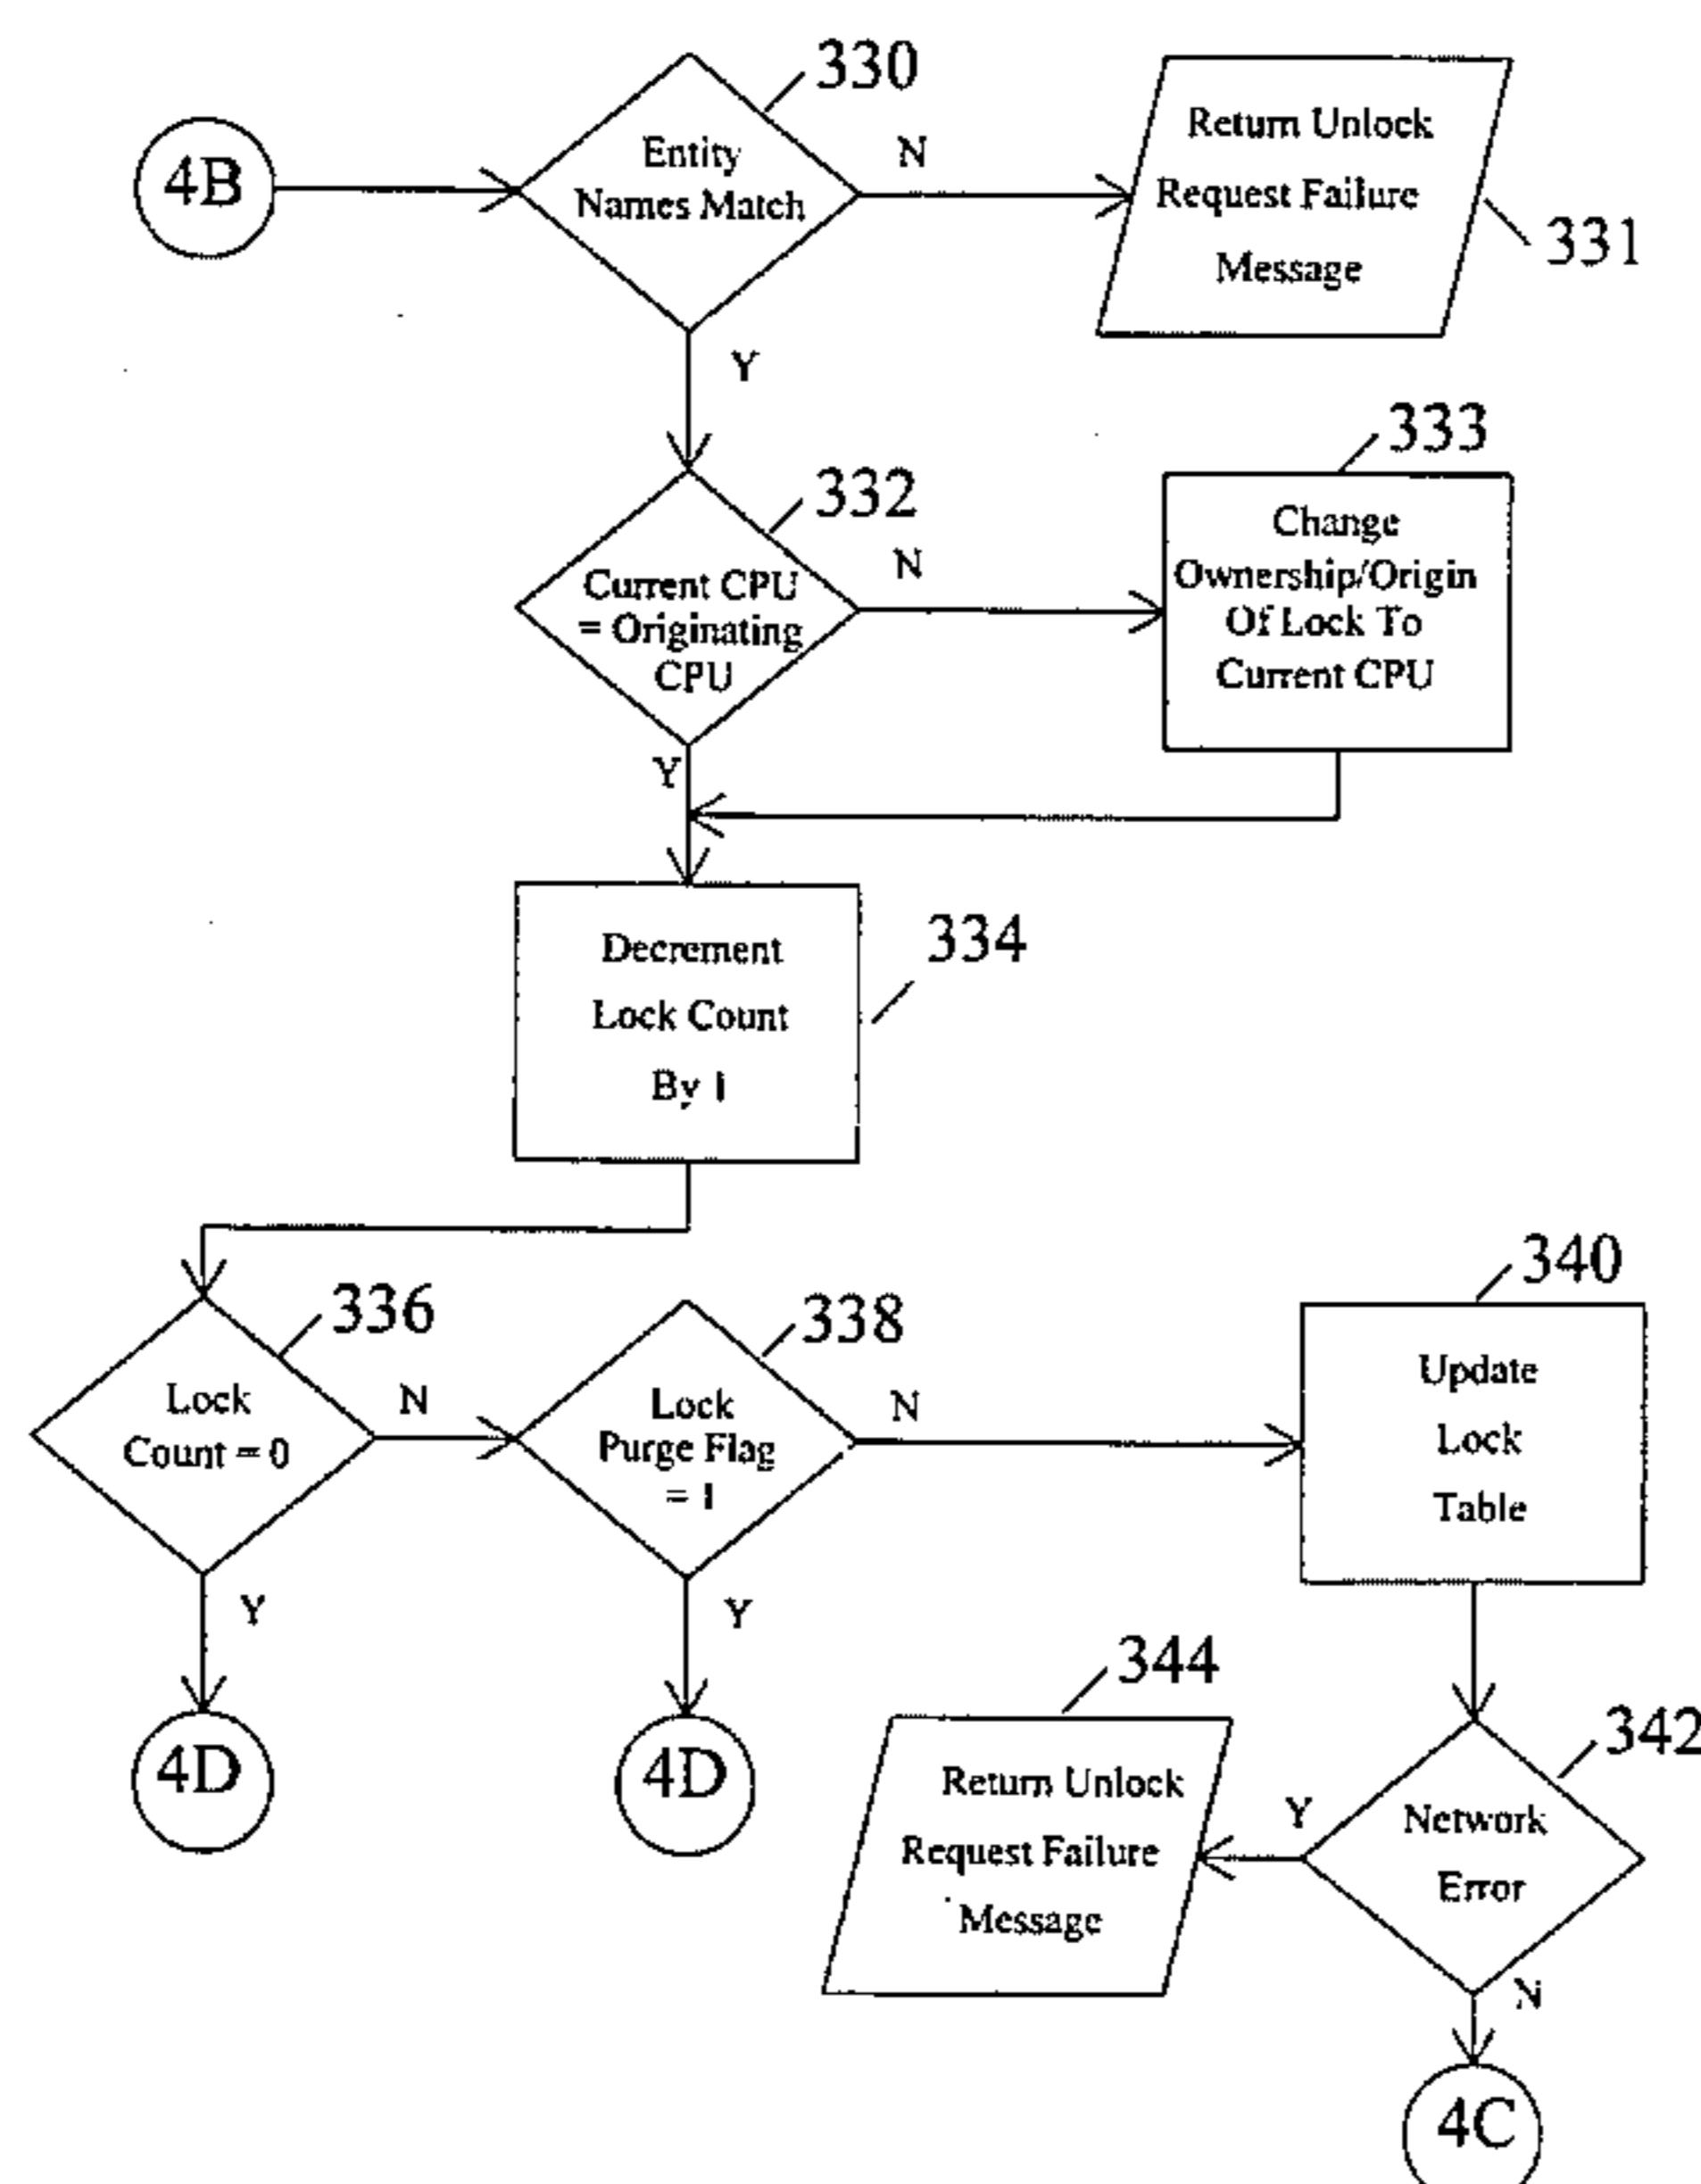 330
4B
Entity
Names Match
N
Return Unlock
Request Failure
Message
331
Y
332
Current CPU
= Originating
CPU
N
333
Change
Ownership/Origin
Of Lock To
Current CPU
Y
Decrement
Lock Count
By 1
334
336
Lock
Count = 0
N
338
Lock
Purge Flag
= 1
N
340
Update
Lock
Table
Y
4D
Y
4D
344
Return Unlock
Request Failure
Message
342
Y
Network
Error
N
4C